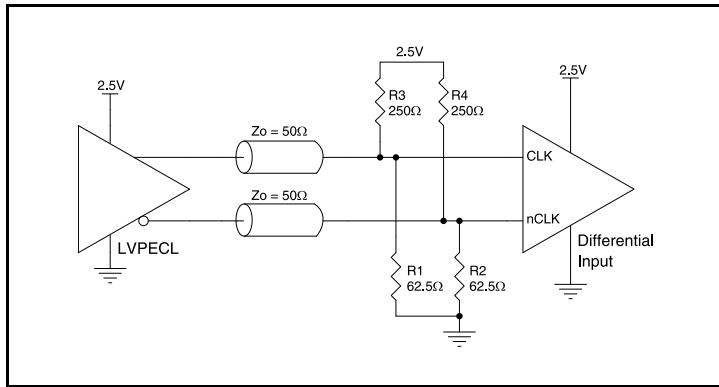 2.5V
2.5V
2.5V
R3
250Ω
R4
250Ω
Zo = 50Ω
CLK
Zo = 50Ω
nCLK
LVPECL
Differential
Input
R1
62.5Ω
R2
62.5Ω